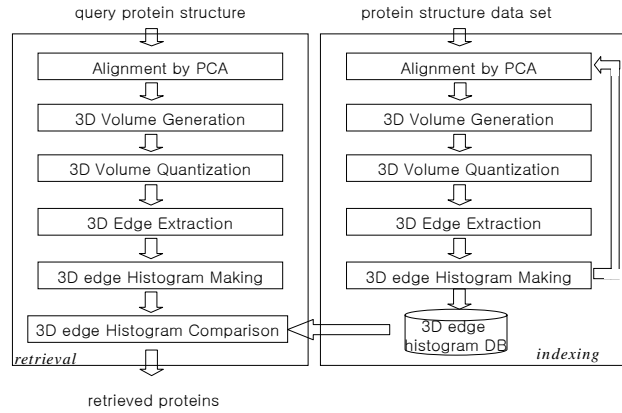 query protein structure
Alignment by PCA
3D Volume Generation
3D Volume Quantization
3D Edge Extraction
3D edge Histogram Making
3D edge Histogram Comparison
retrieval
retrieved proteins
protein structure data set
Alignment by PCA
3D Volume Generation
3D Volume Quantization
3D Edge Extraction
3D edge Histogram Making
3D edge
histogram DB
indexing